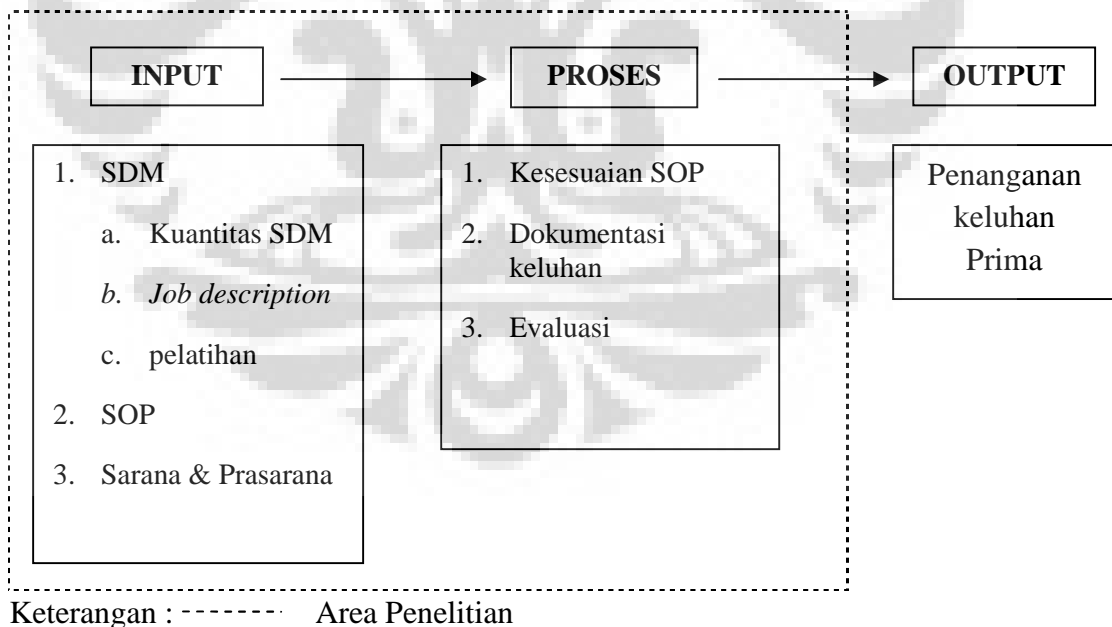 INPUT
PROSES
OUTPUT
1. SDM
a. Kuantitas SDM
b. Job description
c. pelatihan
2. SOP
3. Sarana & Prasarana
1. Kesesuaian SOP
2. Dokumentasi
keluhan
3. Evaluasi
Penanganan
keluhan
Prima
Keterangan : ------- Area Penelitian